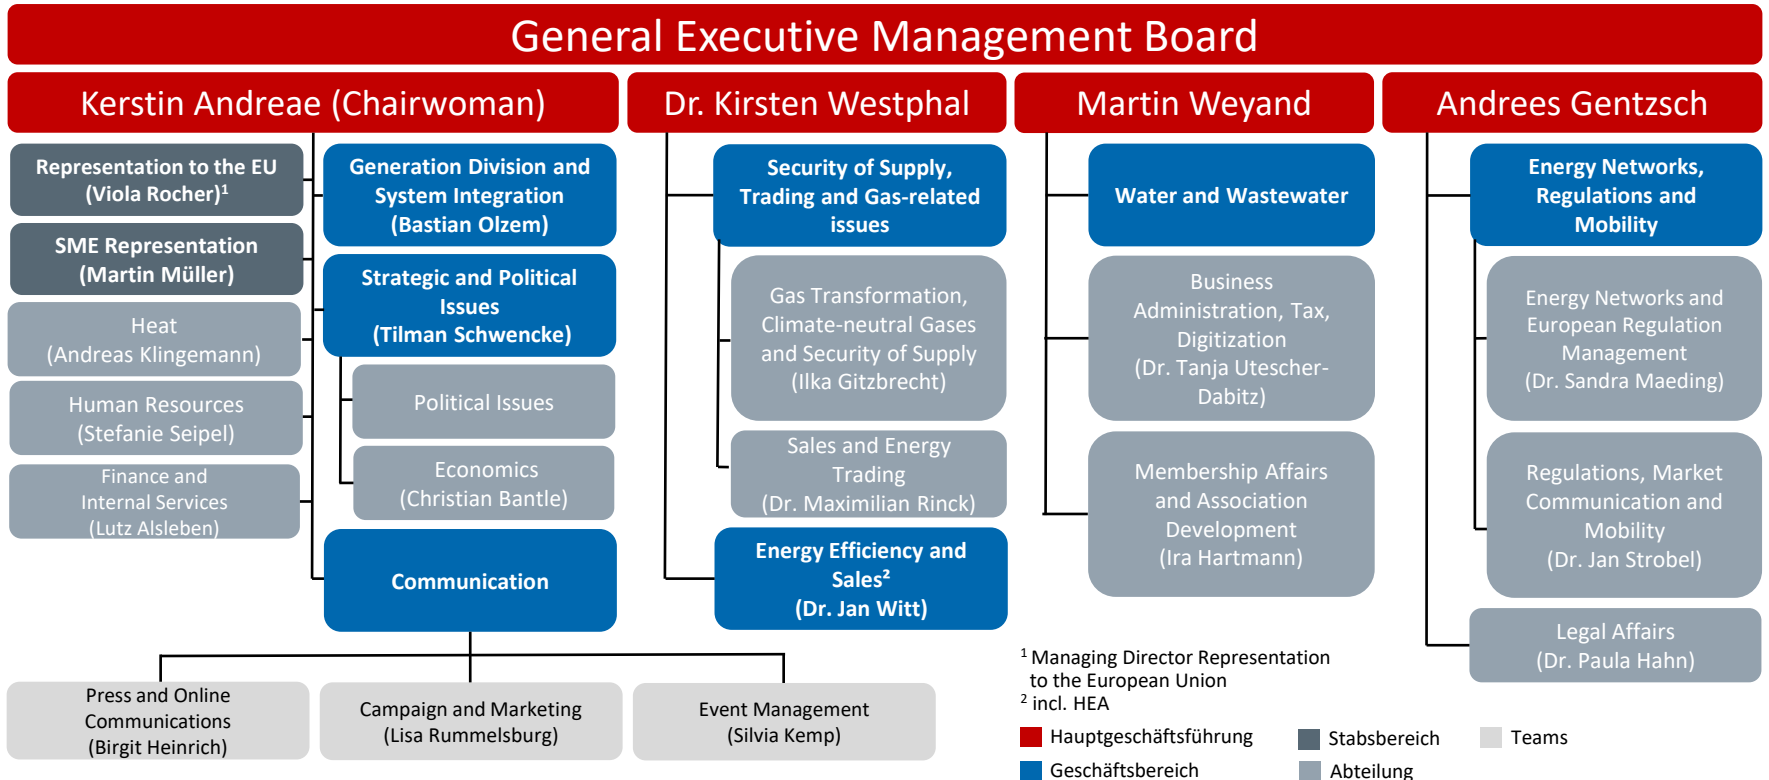 General Executive Management Board
Kerstin Andreae (Chairwoman)
Representation to the EU
(Viola Rocher)¹
SME Representation
(Martin Müller)
Heat
(Andreas Klingemann)
Human Resources
(Stefanie Seipel)
Finance and
Internal Services
(Lutz Alsleben)
Generation Division and
System Integration
(Bastian Olzem)
Strategic and Political
Issues
(Tilman Schwencke)
Political Issues
Economics
(Christian Bantle)
Communication
Press and Online
Communications
(Birgit Heinrich)
Campaign and Marketing
(Lisa Rummelsburg)
Event Management
(Silvia Kemp)
Dr. Kirsten Westphal
Security of Supply,
Trading and Gas-related
issues
Gas Transformation,
Climate-neutral Gases
and Security of Supply
(Ilka Gitzbrecht)
Sales and Energy
Trading
(Dr. Maximilian Rinck)
Energy Efficiency and
Sales²
(Dr. Jan Witt)
Martin Weyand
Water and Wastewater
Business
Administration, Tax,
Digitization
(Dr. Tanja Utescher-
Dabitz)
Membership Affairs
and Association
Development
(Ira Hartmann)
Andrees Gentzsch
Energy Networks,
Regulations and
Mobility
Energy Networks and
European Regulation
Management
(Dr. Sandra Maeding)
Regulations, Market
Communication and
Mobility
(Dr. Jan Strobel)
Legal Affairs
(Dr. Paula Hahn)
¹ Managing Director Representation
to the European Union
² incl. HEA
Hauptgeschäftsführung
Stabsbereich
Teams
Geschäftsbereich
Abteilung